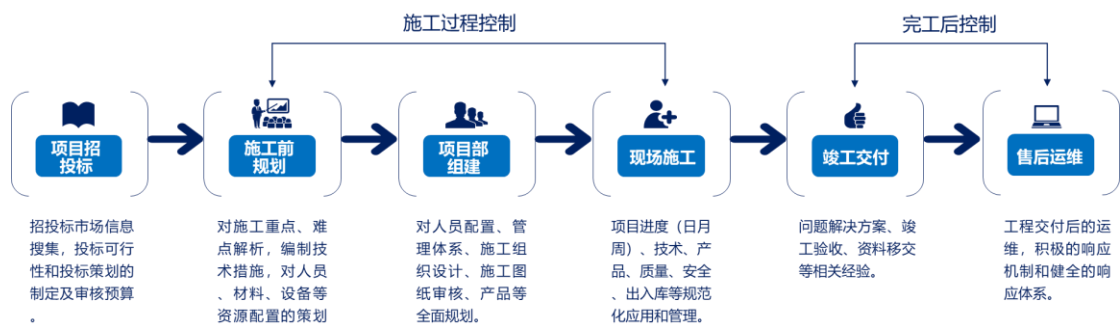 施工过程控制
完工后控制
项目招
投标
施工前
规划
项目部
组建
现场施工
竣工交付
售后运维
招投标市场信息
搜集，投标可行
性和投标策划的
制定及审核预算
。
对施工重点、难
点解析，编制技
术措施，对人员
、材料、设备等
资源配置的策划
对人员配置、管
理体系、施工组
织设计、施工图
纸审核、产品等
全面规划。
项目进度（日月
周）、技术、产
品、质量、安全
、出入库等规范
化应用和管理。
问题解决方案、竣
工验收、资料移交
等相关经验。
工程交付后的运
维，积极的响应
机制和健全的响
应体系。